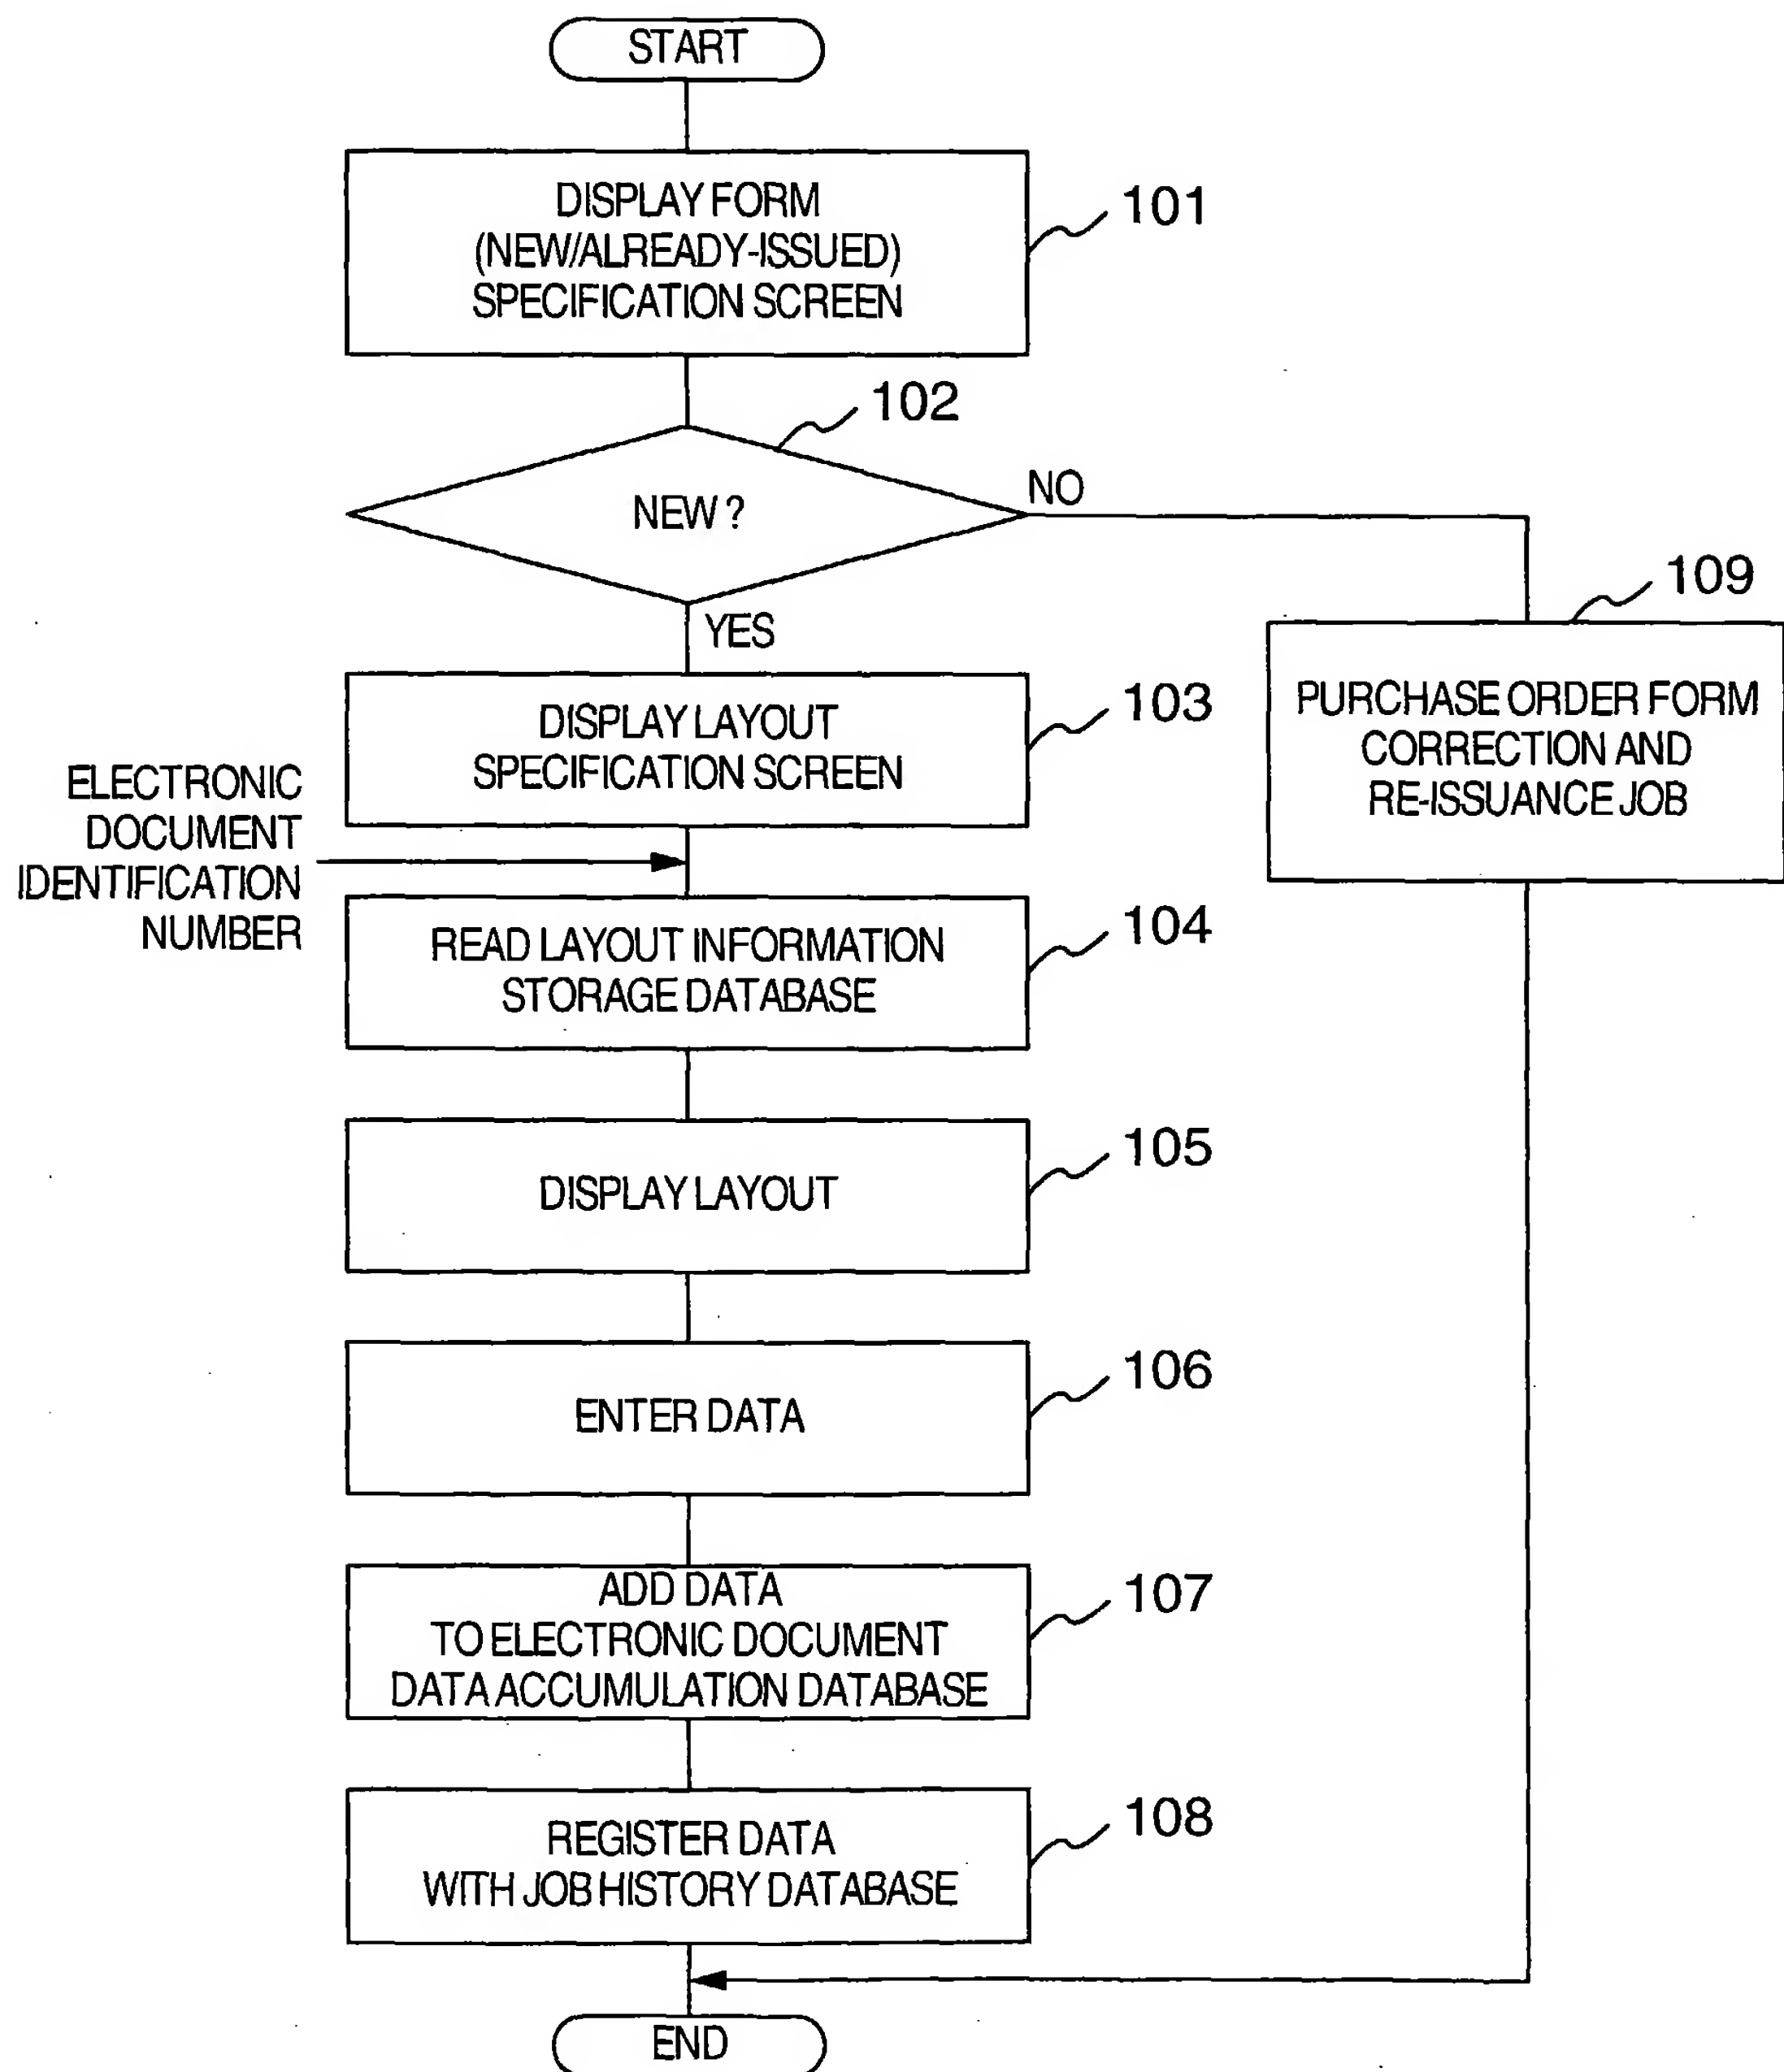 START
DISPLAY FORM
(NEW/ALREADY-ISSUED)
SPECIFICATION SCREEN
101
102
NEW ?
NO
YES
109
PURCHASE ORDER FORM
CORRECTION AND
RE-ISSUANCE JOB
DISPLAY LAYOUT
SPECIFICATION SCREEN
103
ELECTRONIC
DOCUMENT
IDENTIFICATION
NUMBER
READ LAYOUT INFORMATION
STORAGE DATABASE
104
DISPLAY LAYOUT
105
ENTER DATA
106
ADD DATA
TO ELECTRONIC DOCUMENT
DATA ACCUMULATION DATABASE
107
REGISTER DATA
WITH JOB HISTORY DATABASE
108
END